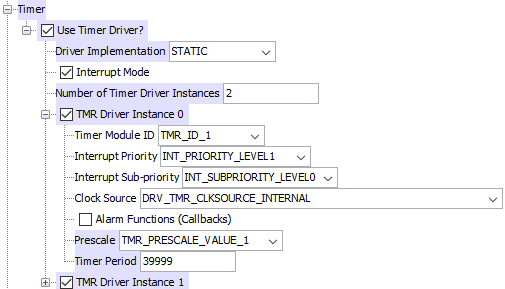 Timer
Use Timer Driver?
Driver Implementation STATIC
Interrupt Mode
Number of Timer Driver Instances 2
TMR Driver Instance 0
Timer Module ID TMR_ID_1
Interrupt Priority INT_PRIORITY_LEVEL1
Interrupt Sub-priority INT_SUBPRIORITY_LEVEL0
Clock Source DRV_TMR_CLKSOURCE_INTERNAL
Alarm Functions (Callbacks)
Prescale TMR_PRESCALE_VALUE_1
Timer Period 39999
TMR Driver Instance 1